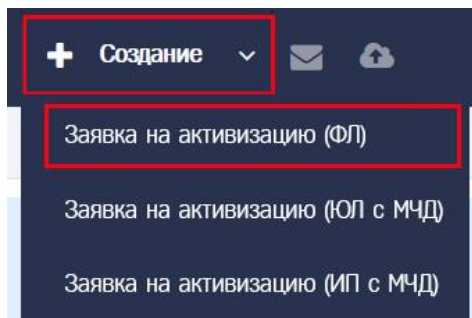 Создание
Заявка на активизацию (ФЛ)
Заявка на активизацию (ЮЛ с МЧД)
Заявка на активизацию (ИП с МЧД)